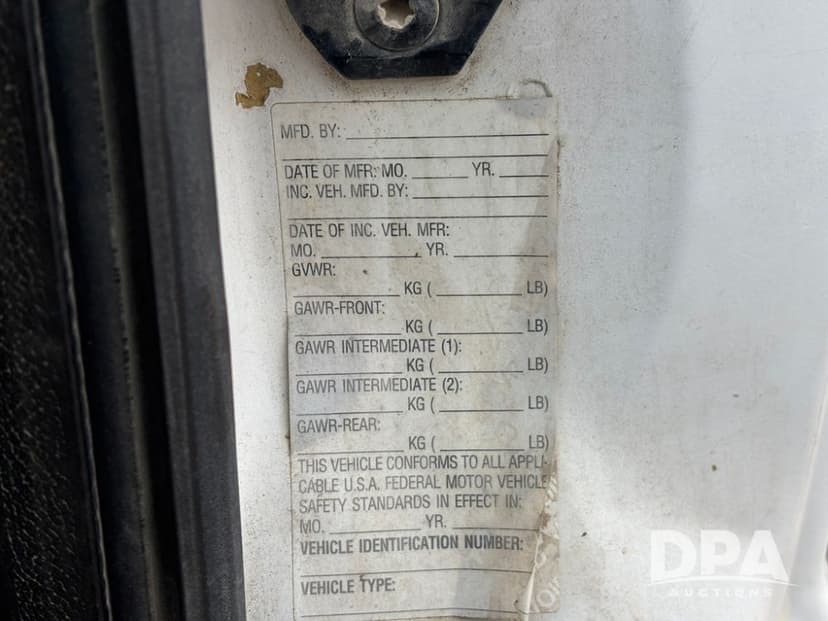 MFD. BY:
DATE OF MFR: MO. YR.
INC. VEH. MFD. BY:
DATE OF INC. VEH. MFR:
MO. YR.
GVWR:
KG ( LB)
GAWR-FRONT:
KG ( LB)
GAWR INTERMEDIATE (1):
KG ( LB)
GAWR INTERMEDIATE (2):
KG ( LB)
GAWR-REAR:
KG ( LB)
THIS VEHICLE CONFORMS TO ALL APPLI-
CABLE U.S.A. FEDERAL MOTOR VEHICLE
SAFETY STANDARDS IN EFFECT IN:
MO. YR.
VEHICLE IDENTIFICATION NUMBER:
VEHICLE TYPE:
DPA
AUCTIONS